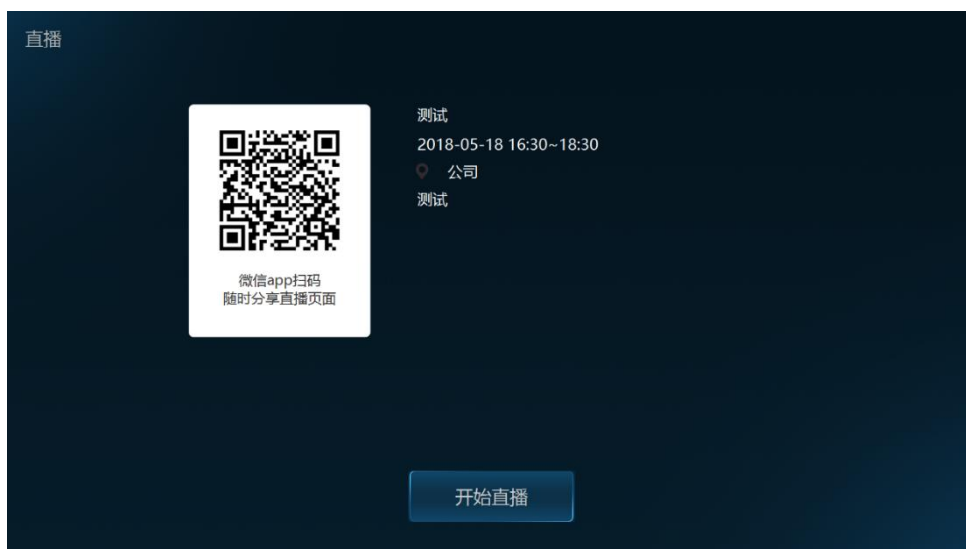 直播
测试
2018-05-18 16:30~18:30
公司
测试
微信app扫码
随时分享直播页面
开始直播